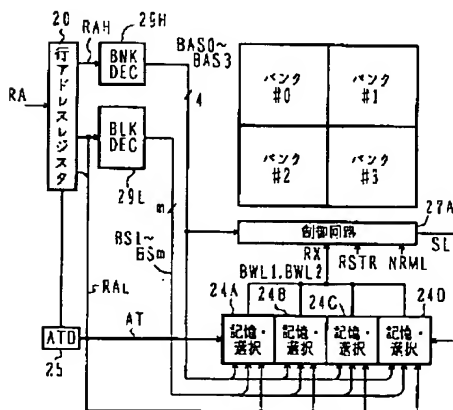 20
RAH
29H
BNK
DEC
BAS0~
BAS3
RA
行アドレスレジスタ
4
バンク
#0
バンク
#1
バンク
#2
バンク
#3
BLK
DEC
29L
m
BS1~
BSm
27A
制御回路
SL
RX
RSTR
NRML
BWL1,BWL2
RAL
24A
24B
24C
24D
ATD
25
AT
記憶・
選択
記憶・
選択
記憶・
選択
記憶・
選択